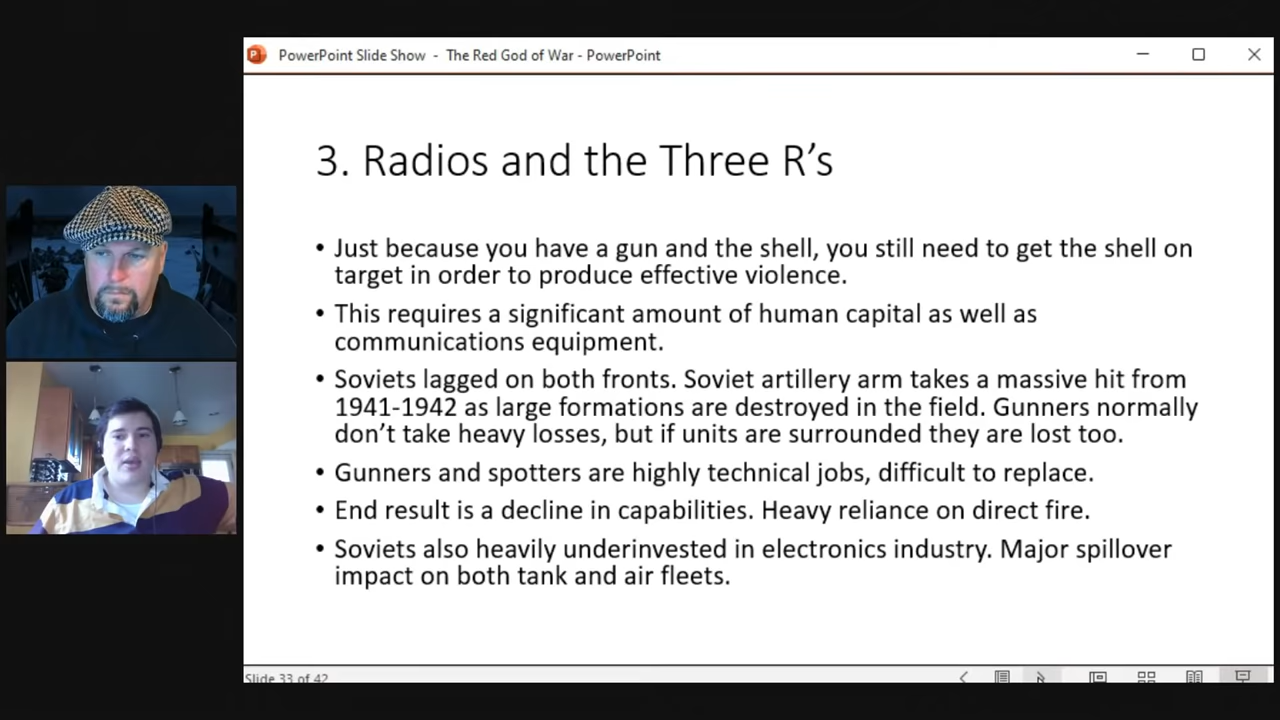 PowerPoint Slide Show - The Red God of War - PowerPoint
3. Radios and the Three R's
• Just because you have a gun and the shell, you still need to get the shell on
target in order to produce effective violence.
• This requires a significant amount of human capital as well as
communications equipment.
• Soviets lagged on both fronts. Soviet artillery arm takes a massive hit from
1941-1942 as large formations are destroyed in the field. Gunners normally
don't take heavy losses, but if units are surrounded they are lost too.
• Gunners and spotters are highly technical jobs, difficult to replace.
• End result is a decline in capabilities. Heavy reliance on direct fire.
• Soviets also heavily underinvested in electronics industry. Major spillover
impact on both tank and air fleets.
Slide 33 of 42